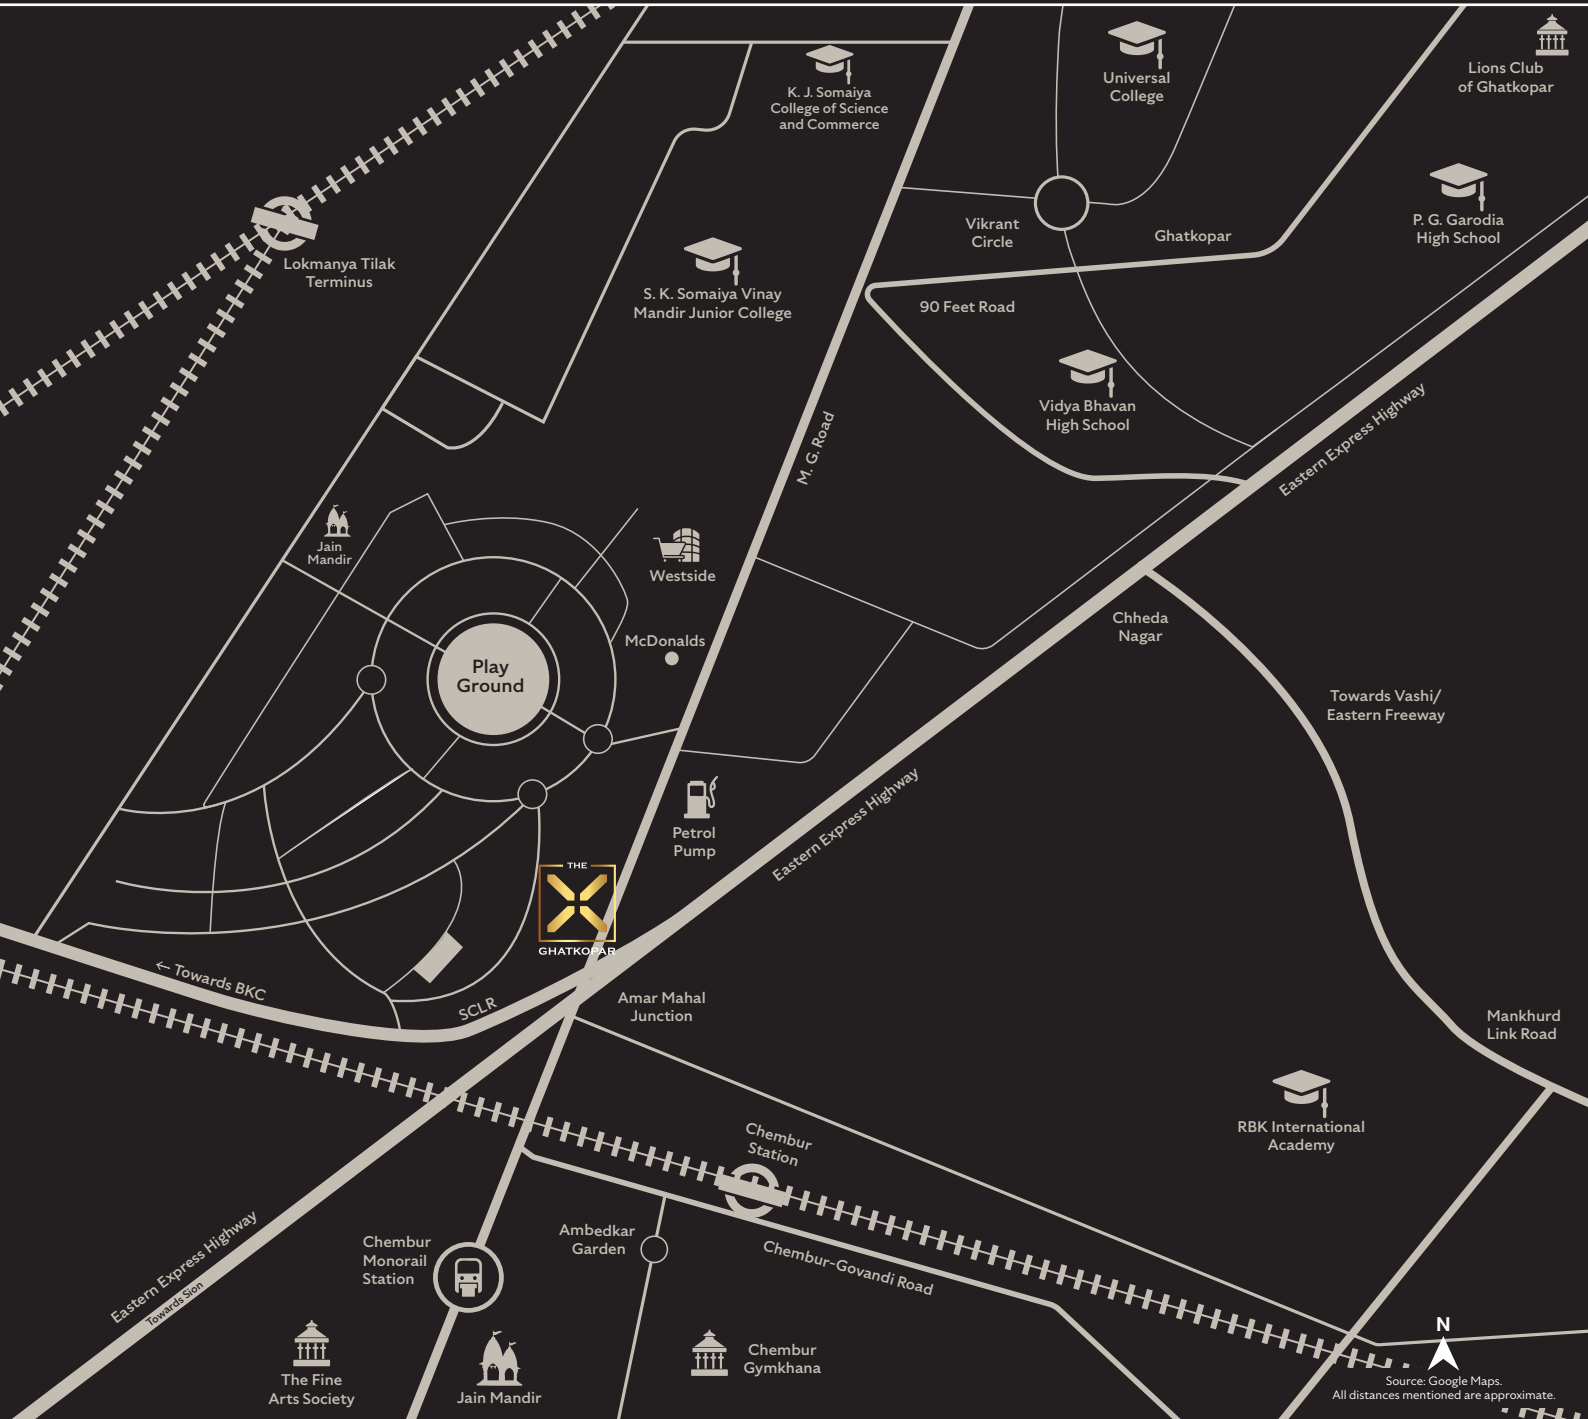 Lions Club
of Ghatkopar
Universal
College
K. J. Somaiya
College of Science
and Commerce
P. G. Garodia
High School
Vikrant
Circle
Ghatkopar
Lokmanya Tilak
Terminus
S. K. Somaiya Vinay
Mandir Junior College
90 Feet Road
Vidya Bhavan
High School
M. G. Road
Eastern Express Highway
Jain
Mandir
Westside
Chheda
Nagar
McDonalds
Play
Ground
Towards Vashi/
Eastern Freeway
Petrol
Pump
Eastern Express Highway
THE
X
GHATKOPAR
← Towards BKC
SCLR
Amar Mahal
Junction
Mankhurd
Link Road
RBK International
Academy
Chembur
Station
Eastern Express Highway
Towards Sion
Chembur
Monorail
Station
Ambedkar
Garden
Chembur-Govandi Road
The Fine
Arts Society
Jain Mandir
Chembur
Gymkhana
N
Source: Google Maps.
All distances mentioned are approximate.